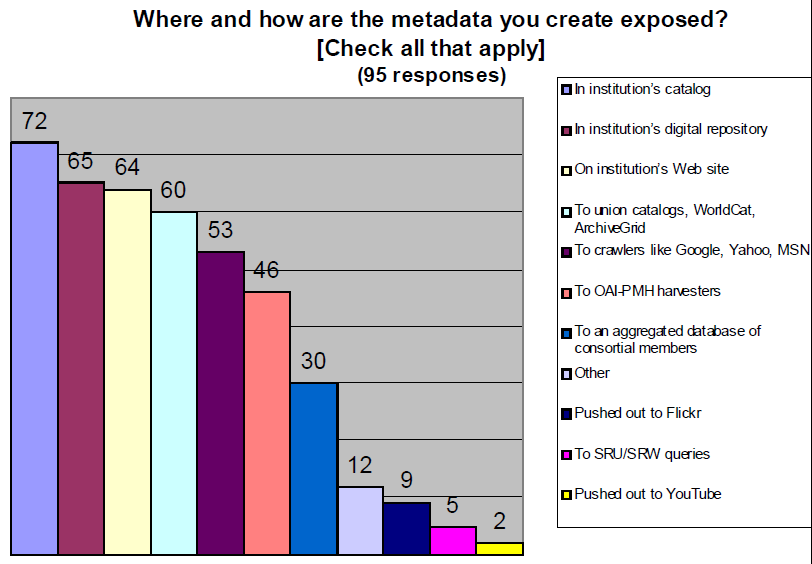 Where and how are the metadata you create exposed?
[Check all that apply]
(95 responses)
72
65
64
60
53
46
30
12
9
5
2
In institution’s catalog
In institution’s digital repository
On institution’s Web site
To union catalogs, WorldCat,
ArchiveGrid
To crawlers like Google, Yahoo, MSN
To OAI-PMH harvesters
To an aggregated database of
consortial members
Other
Pushed out to Flickr
To SRU/SRW queries
Pushed out to YouTube